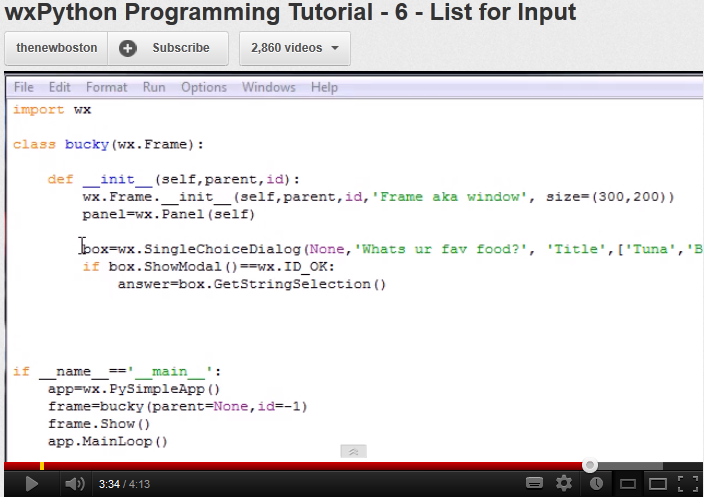 wxPython Programming Tutorial - 6 - List for Input
thenewboston Subscribe 2,860 videos
File Edit Format Run Options Windows Help
import wx
class bucky(wx.Frame):
def __init__(self,parent,id):
wx.Frame.__init__(self,parent,id,'Frame aka window', size=(300,200))
panel=wx.Panel(self)
box=wx.SingleChoiceDialog(None,'Whats ur fav food?', 'Title',['Tuna','B
if box.ShowModal()==wx.ID_OK:
answer=box.GetStringSelection()
if __name__=='__main__':
app=wx.PySimpleApp()
frame=bucky(parent=None,id=-1)
frame.Show()
app.MainLoop()
3:34 / 4:13